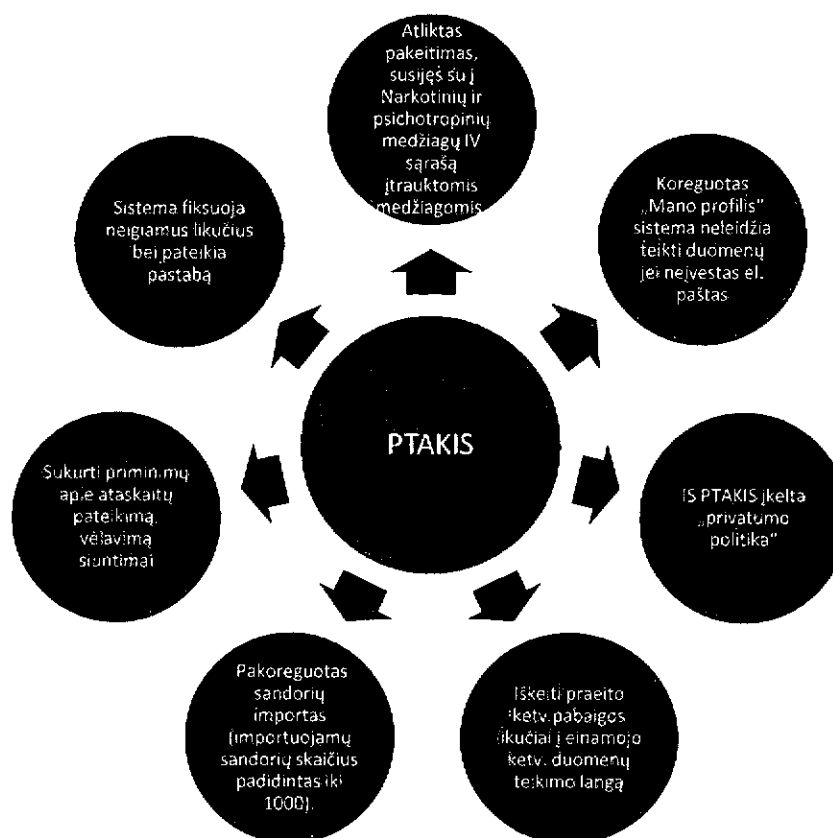 Atliktas
pakeitimas,
susijęs su į
Narkotinių ir
psichotropinių
medžiagų IV
sąrašą
įtrauktomis
medžiagomis.
Koreguotas
„Mano profilis“
sistema neleidžia
teikti duomenų
jei neįvestas el.
paštas
IS PTAKIS įkelta
„privatumo
politika“
Iškelti praeito
ketv. pabaigos
likučiai į einamojo
ketv. duomenų
teikimo langą
Pakoreguotas
sandorių
importas
(importuojamų
sandorių skaičius
padidintas iki
1000).
Sukurti priminimų
apie ataskaitų
pateikimą,
vėlavimą
siuntimai
Sistema fiksuoja
neigiamus likučius
bei pateikia
pastabą
PTAKIS